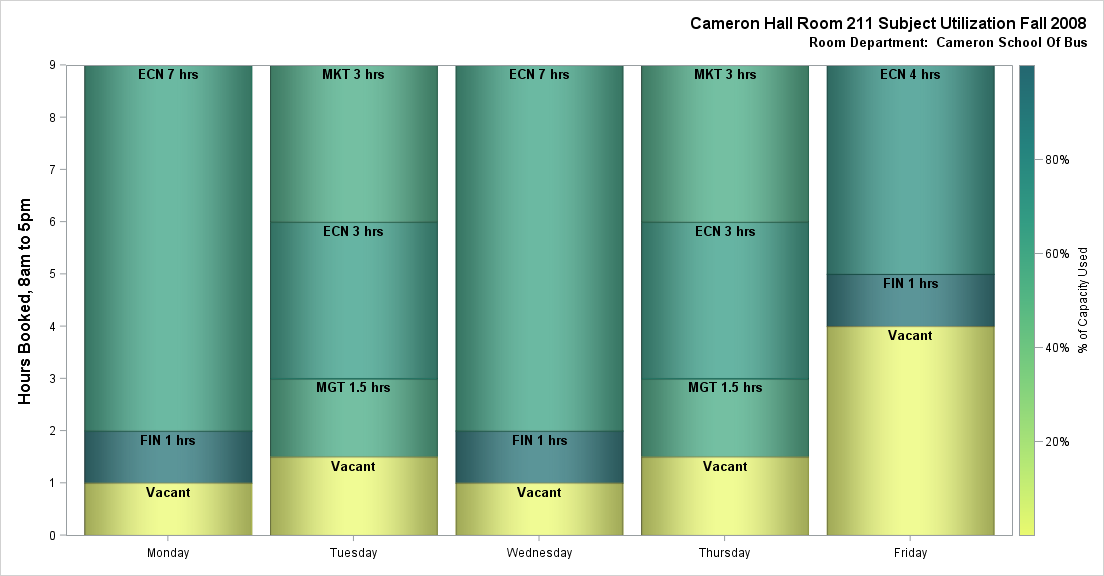 Cameron Hall Room 211 Subject Utilization Fall 2008
Room Department:  Cameron School Of Bus
Hours Booked, 8am to 5pm
9
8
7
6
5
4
3
2
1
0
ECN 7 hrs
FIN 1 hrs
Vacant
MKT 3 hrs
ECN 3 hrs
MGT 1.5 hrs
Vacant
ECN 7 hrs
FIN 1 hrs
Vacant
MKT 3 hrs
ECN 3 hrs
MGT 1.5 hrs
Vacant
ECN 4 hrs
FIN 1 hrs
Vacant
Monday
Tuesday
Wednesday
Thursday
Friday
80%
60%
40%
20%
% of Capacity Used